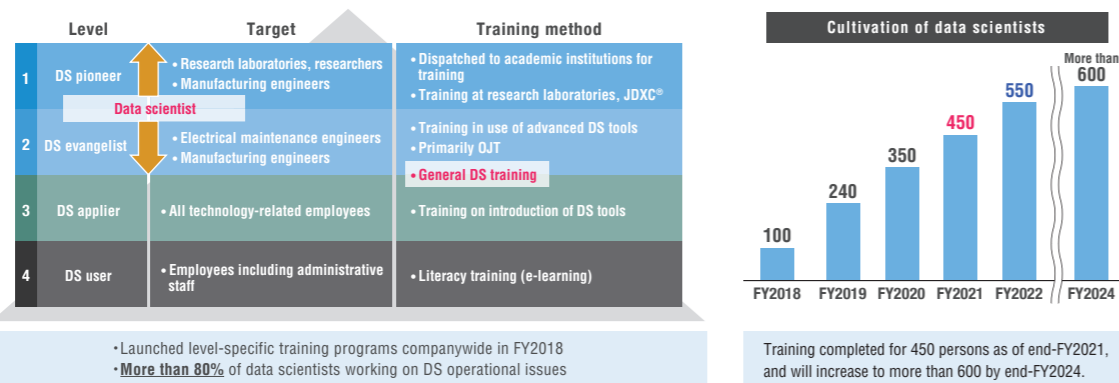 Level
Target
Training method
1
DS pioneer
• Research laboratories, researchers
• Manufacturing engineers
• Dispatched to academic institutions for
training
• Training at research laboratories, JDXC®
Data scientist
2
DS evangelist
• Electrical maintenance engineers
• Manufacturing engineers
• Training in use of advanced DS tools
• Primarily OJT
• General DS training
3
DS applier
• All technology-related employees
• Training on introduction of DS tools
4
DS user
• Employees including administrative
staff
• Literacy training (e-learning)
• Launched level-specific training programs companywide in FY2018
• More than 80% of data scientists working on DS operational issues
Cultivation of data scientists
100
240
350
450
550
More than
600
FY2018
FY2019
FY2020
FY2021
FY2022
FY2024
Training completed for 450 persons as of end-FY2021,
and will increase to more than 600 by end-FY2024.